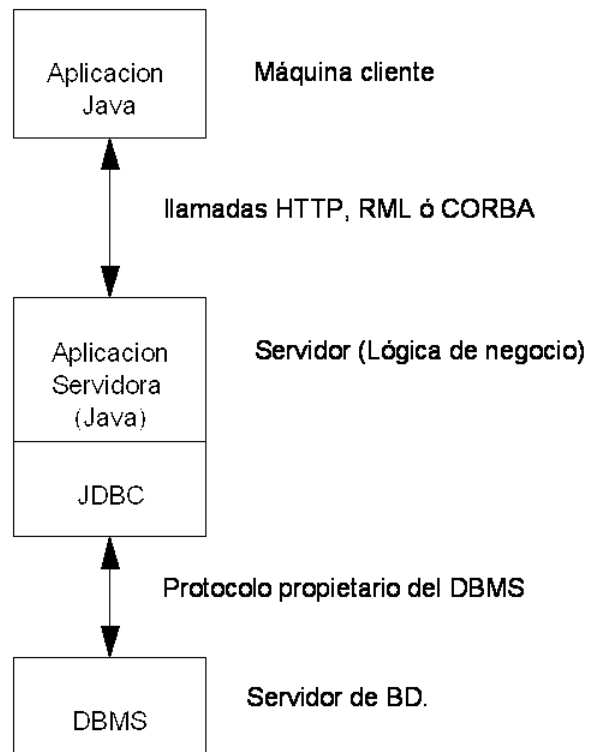 Aplicacion
Java
Máquina cliente
llamadas HTTP, RML ó CORBA
Aplicacion
Servidora
(Java)
Servidor (Lógica de negocio)
JDBC
Protocolo propietario del DBMS
DBMS
Servidor de BD.